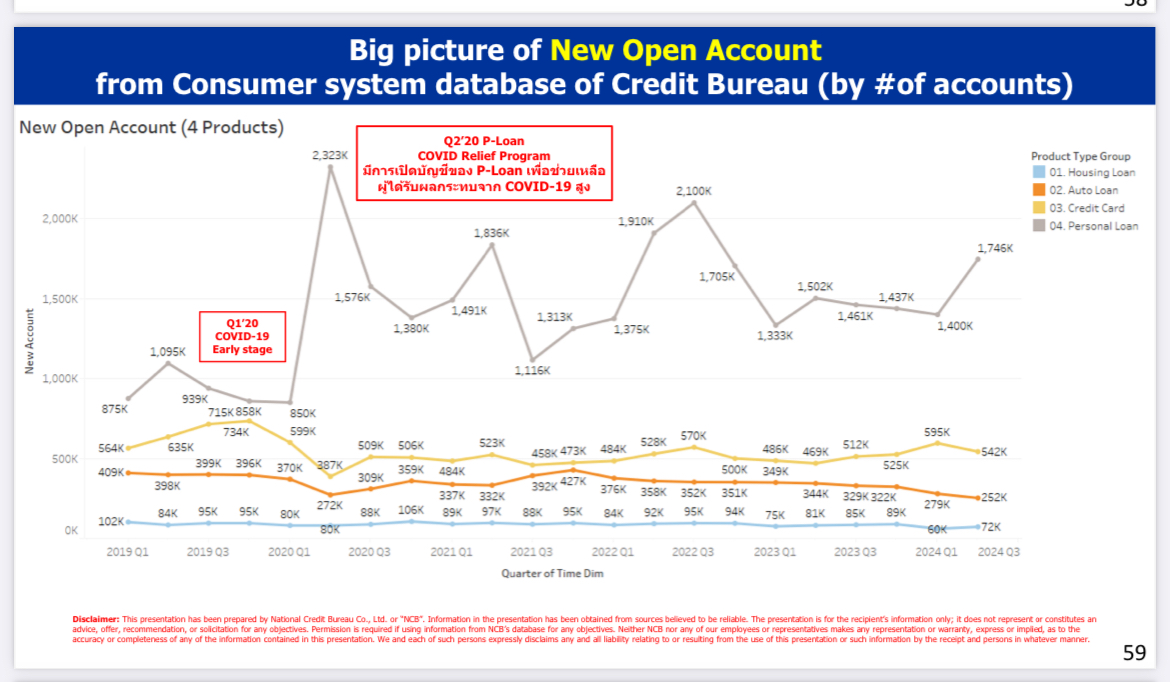 58
Big picture of New Open Account
from Consumer system database of Credit Bureau (by #of accounts)
New Open Account (4 Products)
Q2'20 P-Loan
COVID Relief Program
มีการเปิดบัญชีของ P-Loan เพื่อช่วยเหลือ
ผู้ได้รับผลกระทบจาก COVID-19 สูง
Product Type Group
01. Housing Loan
02. Auto Loan
03. Credit Card
04. Personal Loan
Q1'20
COVID-19
Early stage
New Account
2,000K
1,500K
1,000K
500K
0K
875K 1,095K 939K 858K 850K 2,323K 1,576K 1,380K 1,491K 1,836K 1,116K 1,313K 1,375K 1,910K 2,100K 1,705K 1,333K 1,502K 1,461K 1,437K 1,400K 1,746K
564K 635K 715K 734K 599K 387K 509K 506K 484K 523K 458K 473K 484K 528K 570K 500K 486K 469K 512K 525K 595K 542K
409K 398K 399K 396K 370K 272K 309K 359K 337K 332K 392K 427K 376K 358K 352K 351K 349K 344K 329K 322K 279K 252K
102K 84K 95K 95K 80K 80K 88K 106K 89K 97K 88K 95K 84K 92K 95K 94K 75K 81K 85K 89K 60K 72K
2019 Q1 2019 Q3 2020 Q1 2020 Q3 2021 Q1 2021 Q3 2022 Q1 2022 Q3 2023 Q1 2023 Q3 2024 Q1 2024 Q3
Quarter of Time Dim
Disclaimer: This presentation has been prepared by National Credit Bureau Co., Ltd. or "NCB". Information in the presentation has been obtained from sources believed to be reliable. The presentation is for the recipient's information only; it does not represent or constitutes an
advice, offer, recommendation, or solicitation for any objectives. Permission is required if using information from NCB's database for any objectives. Neither NCB nor any of our employees or representatives makes any representation or warranty, express or implied, as to the
accuracy or completeness of any of the information contained in this presentation. We and each of such persons expressly disclaims any and all liability relating to or resulting from the use of this presentation or such information by the receipt and persons in whatever manner.
59